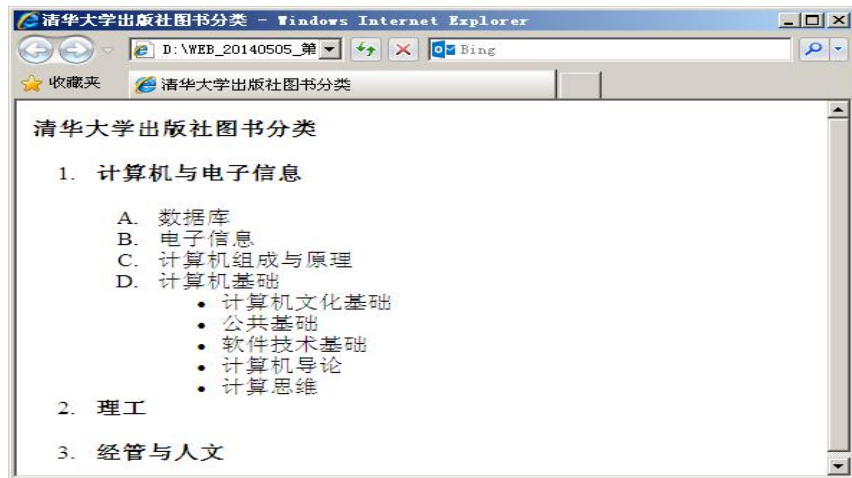 清华大学出版社图书分类 - Windows Internet Explorer
D:\WEB_20140505_第
Bing
收藏夹
清华大学出版社图书分类
清华大学出版社图书分类
1. 计算机与电子信息
A. 数据库
B. 电子信息
C. 计算机组成与原理
D. 计算机基础
• 计算机文化基础
• 公共基础
• 软件技术基础
• 计算机导论
• 计算思维
2. 理工
3. 经管与人文